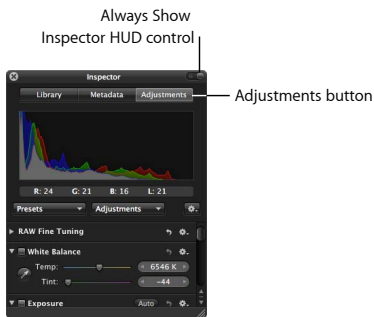 Always Show
Inspector HUD control
Inspector
Library Metadata Adjustments
Adjustments button
R: 24 G: 21 B: 16 L: 21
Presets Adjustments
RAW Fine Tuning
White Balance
Temp: 6546 K
Tint: -44
Exposure Auto